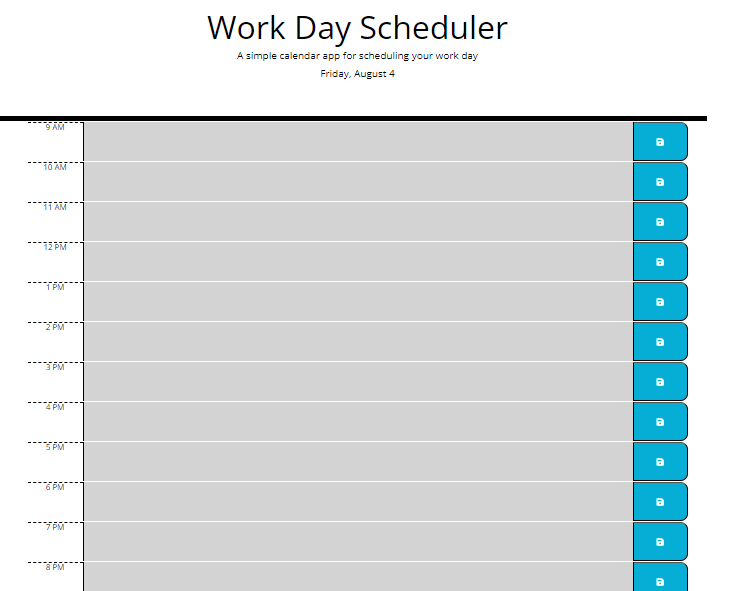 Work Day Scheduler
A simple calendar app for scheduling your work day
Friday, August 4
9 AM
10 AM
11 AM
12 PM
1 PM
2 PM
3 PM
4 PM
5 PM
6 PM
7 PM
8 PM